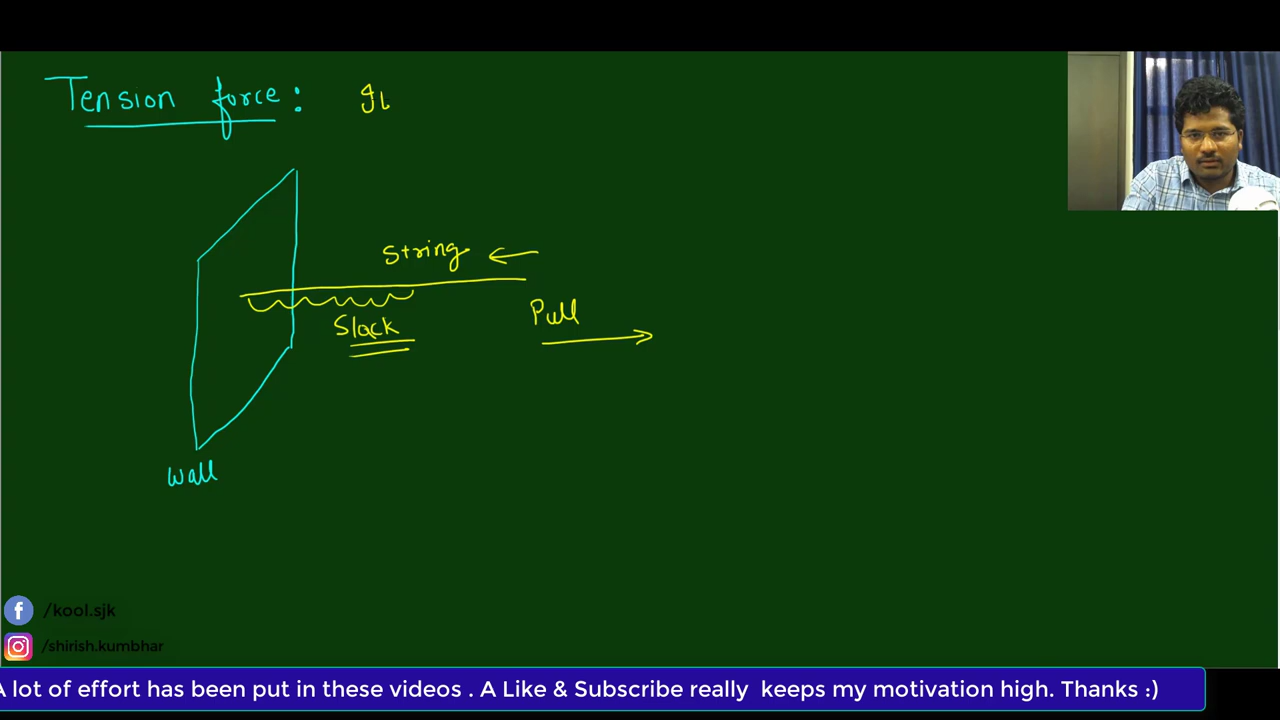 Tension force:
String
Pull
Slack
Wall
/kool.sjk
/shirish.kumbhar
A lot of effort has been put in these videos . A Like & Subscribe really keeps my motivation high. Thanks :)